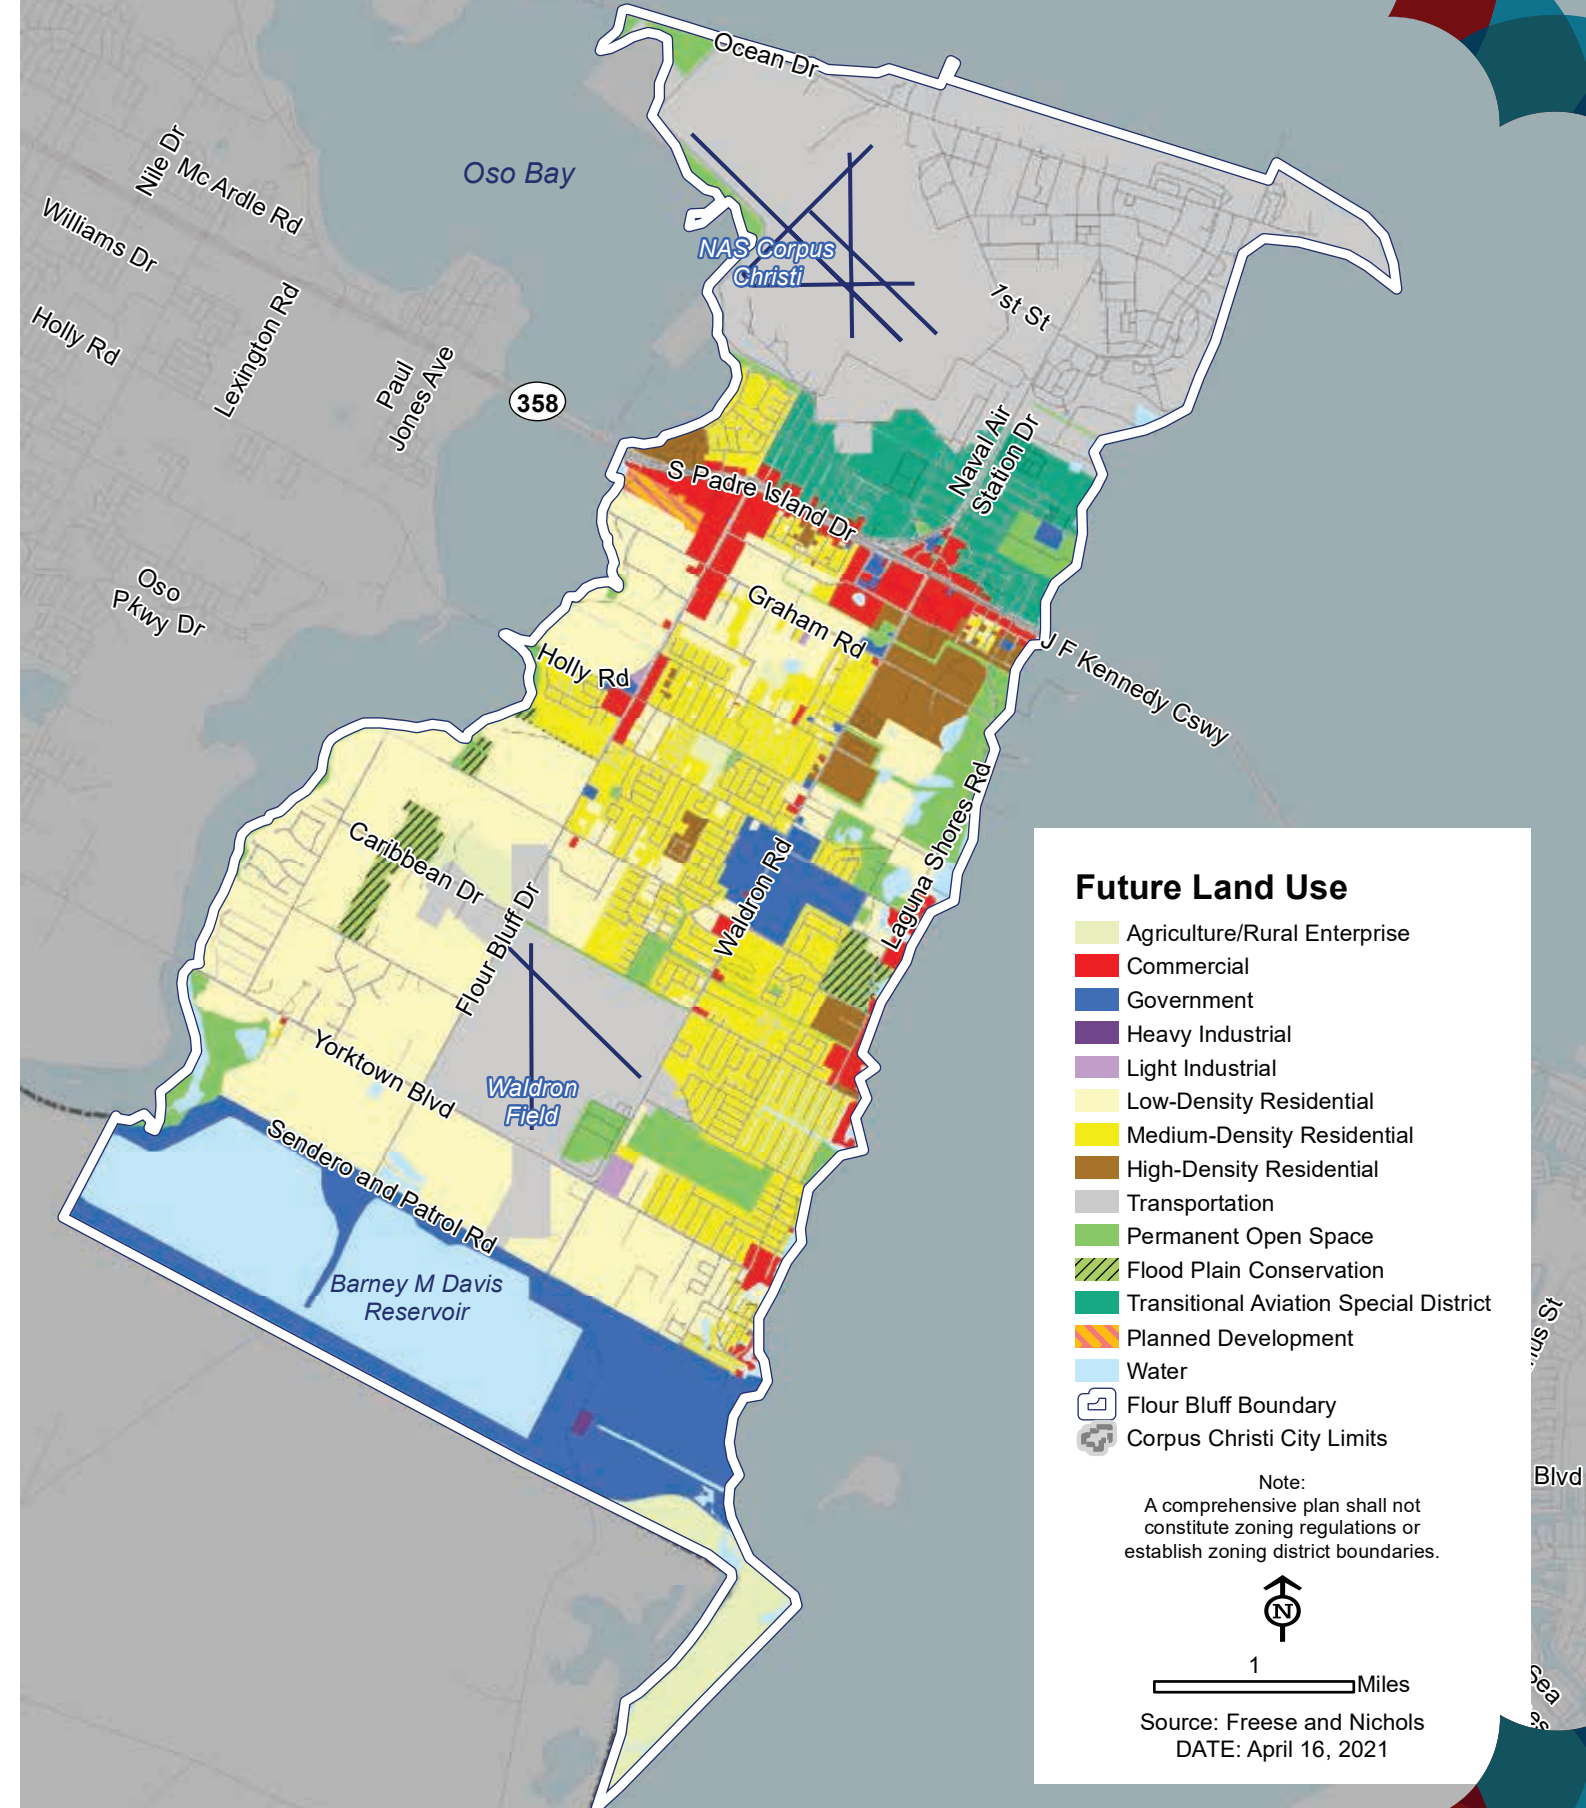 Ocean Dr
Nile Dr
Mc Ardle Rd
Oso Bay
Williams Dr
NAS Corpus
Christi
Holly Rd
Lexington Rd
1st St
Paul
Jones Ave
358
Naval Air
Station Dr
S Padre Island Dr
Oso
Pkwy Dr
Graham Rd
Holly Rd
J F Kennedy Cswy
Laguna Shores Rd
Caribbean Dr
Waldron Rd
Flour Bluff Dr
Yorktown Blvd
Waldron
Field
Sendero and Patrol Rd
Barney M Davis
Reservoir
Future Land Use
Agriculture/Rural Enterprise
Commercial
Government
Heavy Industrial
Light Industrial
Low-Density Residential
Medium-Density Residential
High-Density Residential
Transportation
Permanent Open Space
Flood Plain Conservation
Transitional Aviation Special District
Planned Development
Water
Flour Bluff Boundary
Corpus Christi City Limits
Note:
A comprehensive plan shall not
constitute zoning regulations or
establish zoning district boundaries.
N
1
Miles
Source: Freese and Nichols
DATE: April 16, 2021
St
Blvd
Sea